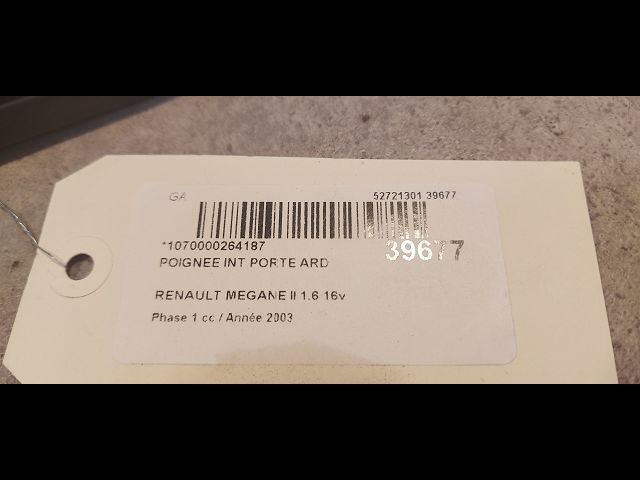 GA 52721301 39677
*1070000264187 39677
POIGNEE INT PORTE ARD
RENAULT MEGANE II 1.6 16v
Phase 1 cc / Année 2003